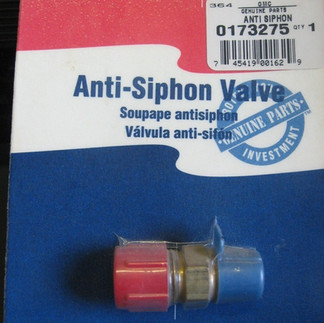 364 OMC
GENUINE PARTS
ANTI SIPHON
0173275 QTY 1
7 45419 00162 9
Anti-Siphon Valve
Soupape antisiphon
Válvula anti-sifón
GENUINE PARTS
INVESTMENT